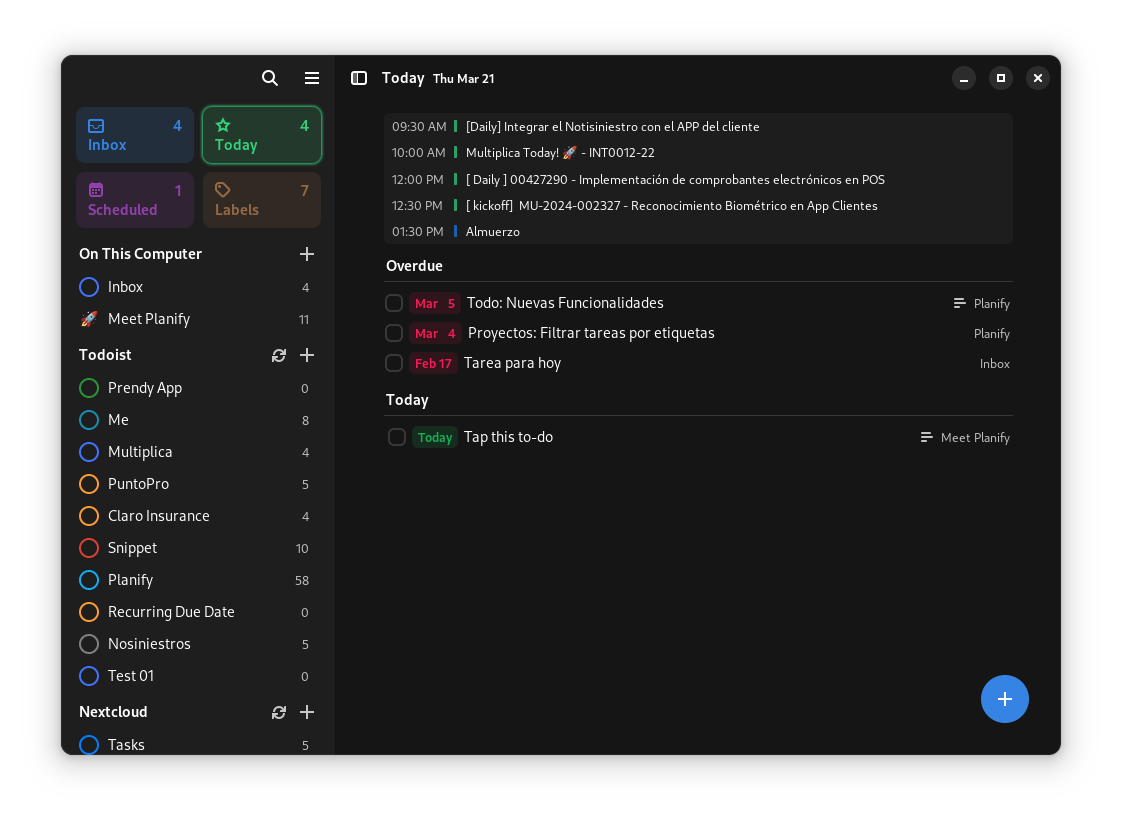 Inbox 4
Today 4
Scheduled 1
Labels 7
On This Computer
Inbox 4
🚀 Meet Planify 11
Todoist
Prendy App 0
Me 8
Multiplica 4
PuntoPro 5
Claro Insurance 4
Snippet 10
Planify 58
Recurring Due Date 0
Nosiniestros 5
Test 01 0
Nextcloud
Tasks 5
Today Thu Mar 21
09:30 AM [Daily] Integrar el Notisiniestro con el APP del cliente
10:00 AM Multiplica Today! 🚀 - INT0012-22
12:00 PM [ Daily ] 00427290 - Implementación de comprobantes electrónicos en POS
12:30 PM [ kickoff] MU-2024-002327 - Reconocimiento Biométrico en App Clientes
01:30 PM Almuerzo
Overdue
Mar 5 Todo: Nuevas Funcionalidades Planify
Mar 4 Proyectos: Filtrar tareas por etiquetas Planify
Feb 17 Tarea para hoy Inbox
Today
Today Tap this to-do Meet Planify